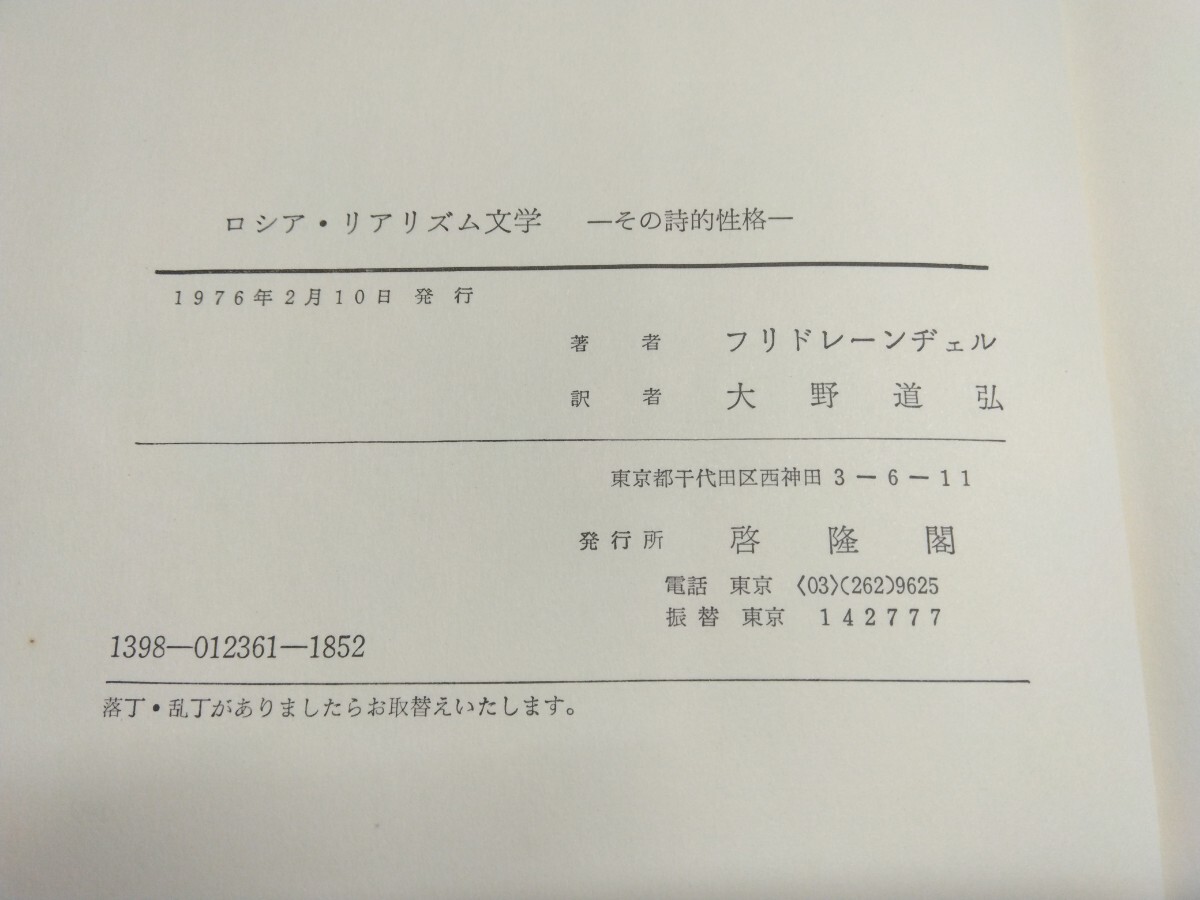 ロシア・リアリズム文学 ―その詩的性格―
1976年2月10日 発行
著者 フリドレーンヂェル
訳者 大野道弘
東京都千代田区西神田 3－6－11
発行所 啓隆閣
電話 東京 〈03〉(262)9625
振替 東京 142777
1398―012361―1852
落丁・乱丁がありましたらお取替えいたします。